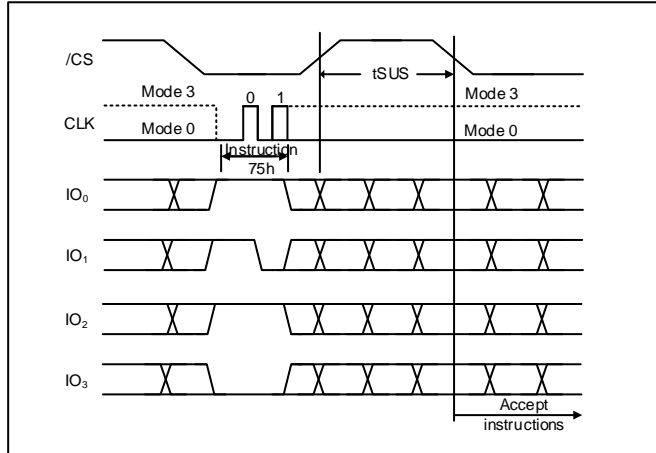 /CS
tSUS
Mode 3
0 1
Mode 3
CLK
Mode 0
Mode 0
Instruction
75h
IO₀
IO₁
IO₂
IO₃
Accept
instructions